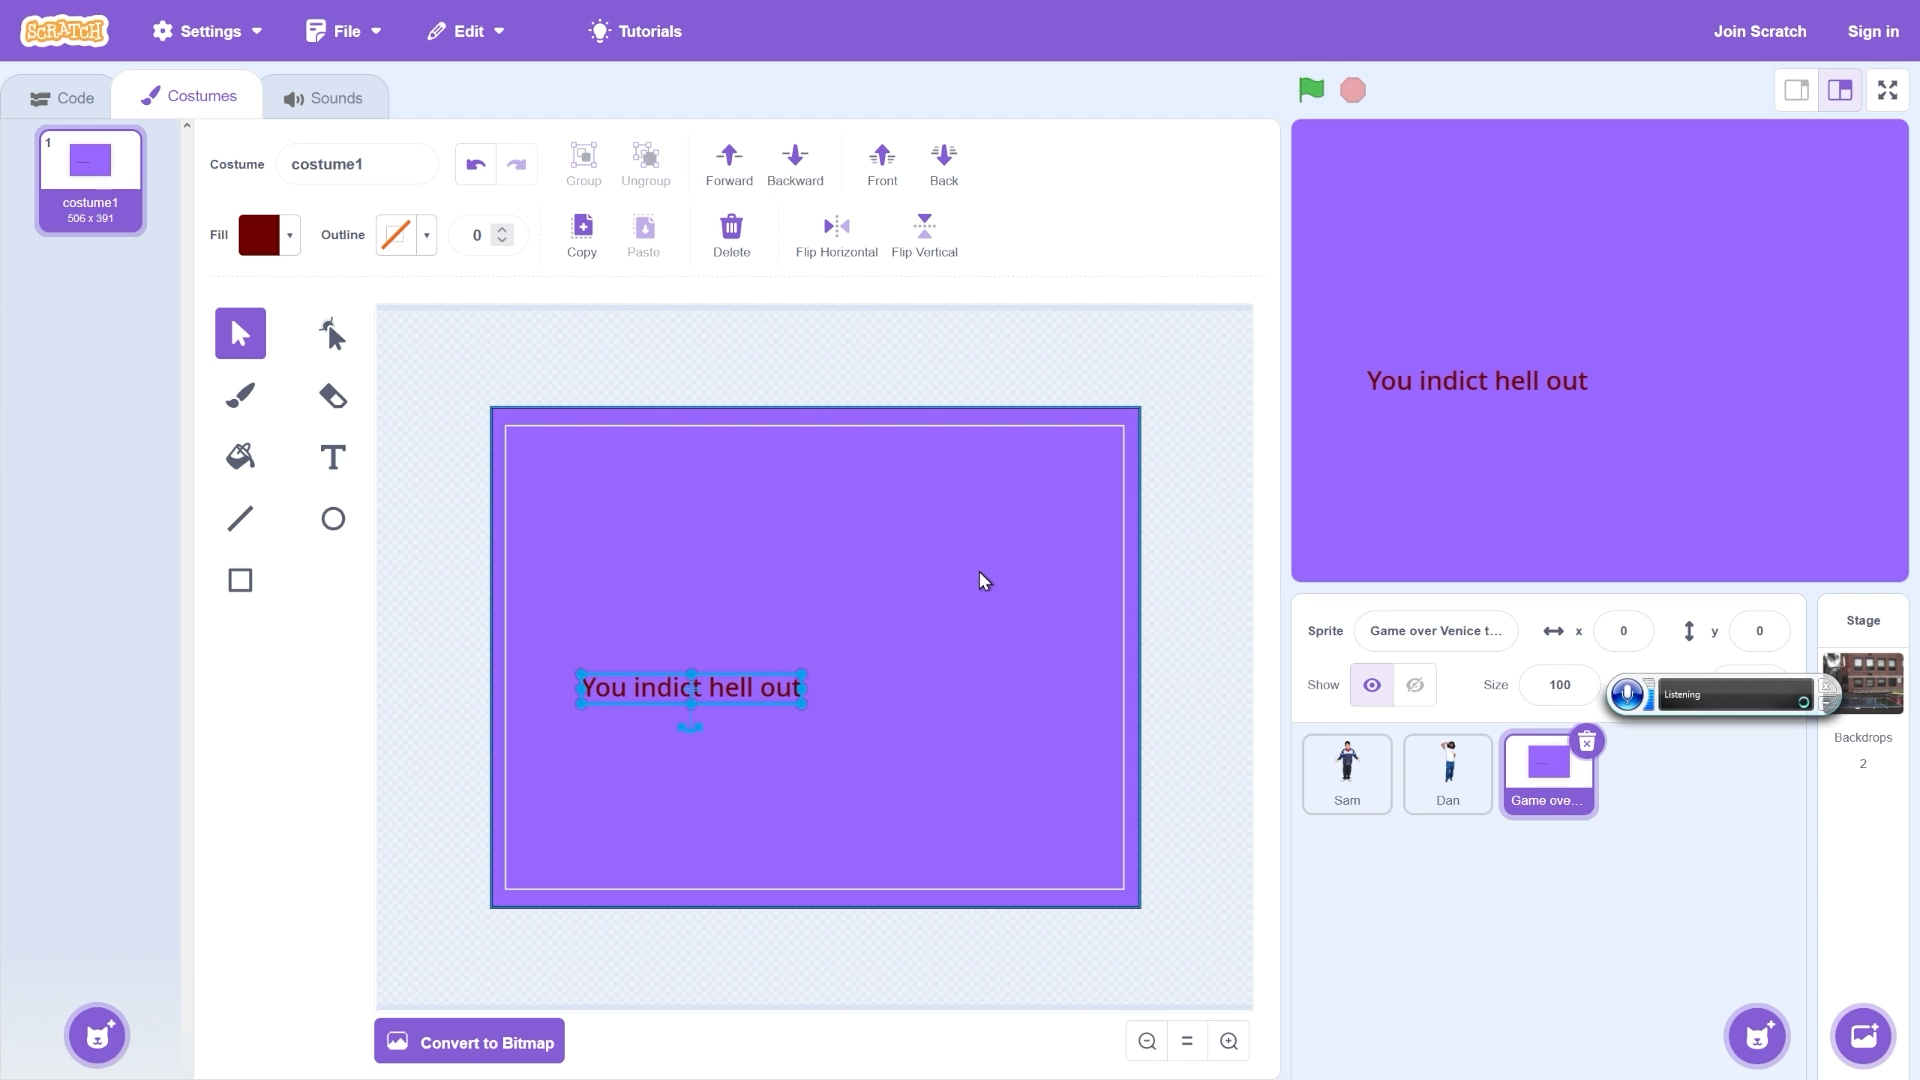 SCRATCH
Settings
File
Edit
Tutorials
Join Scratch
Sign in
Code
Costumes
Sounds
1
costume1
506 x 391
Costume
costume1
Group
Ungroup
Forward
Backward
Front
Back
Fill
Outline
0
Copy
Paste
Delete
Flip Horizontal
Flip Vertical
T
You indict hell out
Convert to Bitmap
You indict hell out
Sprite
Game over Venice t...
x
0
y
0
Show
Size
100
Listening
Sam
Dan
Game ove...
Stage
Backdrops
2